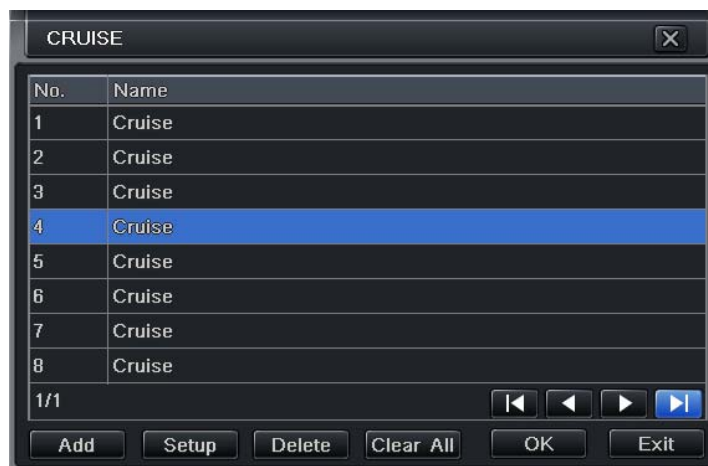 CRUISE
No. Name
1 Cruise
2 Cruise
3 Cruise
4 Cruise
5 Cruise
6 Cruise
7 Cruise
8 Cruise
1/1
Add Setup Delete Clear All OK Exit